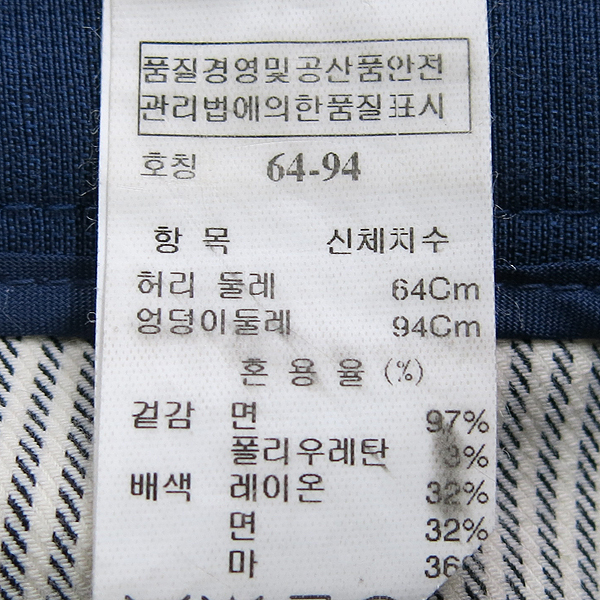 품질경영및공산품안전
관리법에의한품질표시
호칭 64-94
항 목 신체치수
허리 둘레 64Cm
엉덩이둘레 94Cm
혼 용 율 (%)
겉감 면 97%
폴리우레탄 3%
배색 레이온 32%
면 32%
마 36